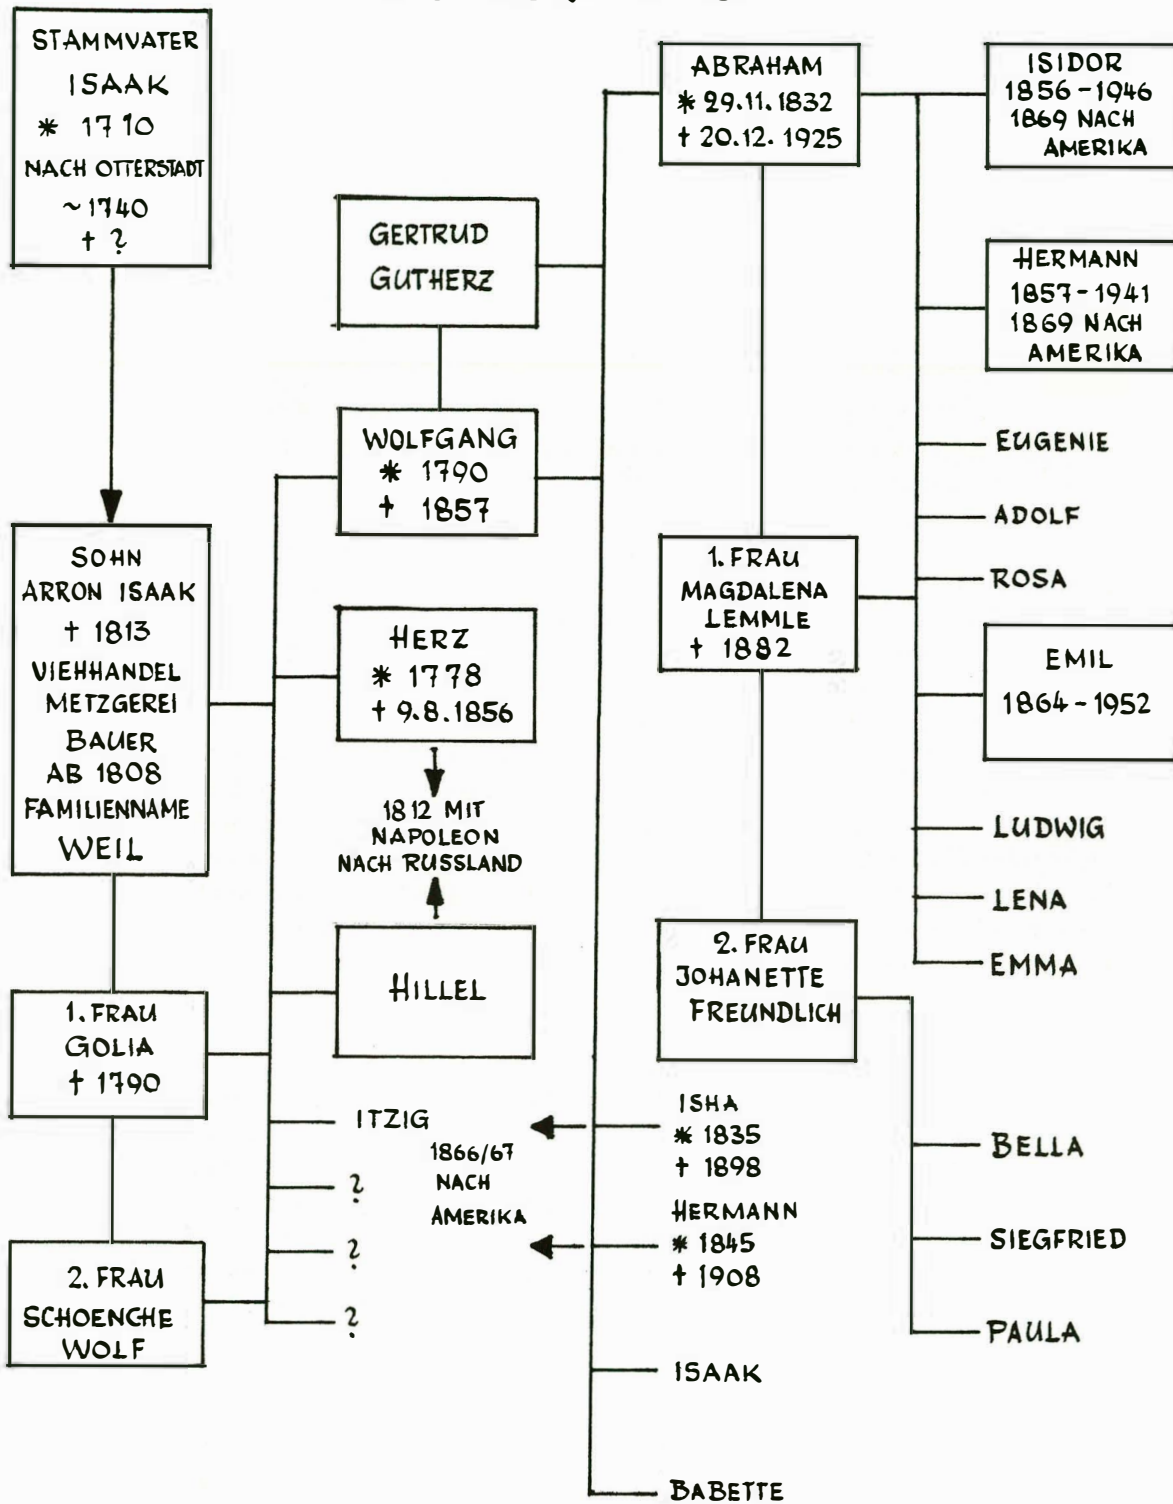 STAMMVATER
ISAAK
* 1710
NACH OTTERSTADT
~ 1740
† ?
SOHN
ARRON ISAAK
† 1813
VIEHHANDEL
METZGEREI
BAUER
AB 1808
FAMILIENNAME
WEIL
1. FRAU
GOLIA
† 1790
2. FRAU
SCHOENCHE
WOLF
GERTRUD
GUTHERZ
WOLFGANG
* 1790
† 1857
HERZ
* 1778
† 9.8.1856
1812 MIT
NAPOLEON
NACH RUSSLAND
HILLEL
ITZIG
?
?
?
1866/67
NACH
AMERIKA
ABRAHAM
* 29.11.1832
† 20.12.1925
1. FRAU
MAGDALENA
LEMMLE
† 1882
2. FRAU
JOHANETTE
FREUNDLICH
ISHA
* 1835
† 1898
HERMANN
* 1845
† 1908
ISAAK
BABETTE
ISIDOR
1856-1946
1869 NACH
AMERIKA
HERMANN
1857-1941
1869 NACH
AMERIKA
EUGENIE
ADOLF
ROSA
EMIL
1864-1952
LUDWIG
LENA
EMMA
BELLA
SIEGFRIED
PAULA